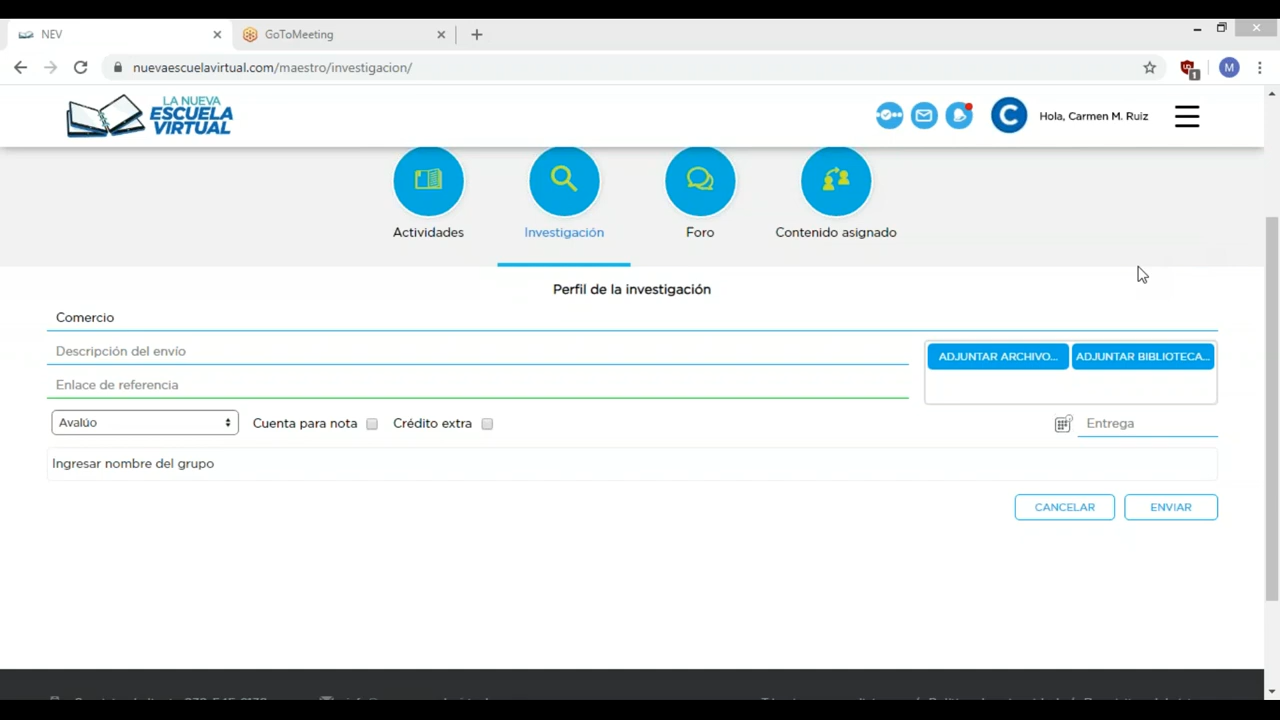 NEV
GoToMeeting
nuevaescuelavirtual.com/maestro/investigacion/
1
M
LA NUEVA
ESCUELA
VIRTUAL
C
Hola, Carmen M. Ruiz
Actividades
Investigación
Foro
Contenido asignado
Perfil de la investigación
Comercio
Descripción del envío
ADJUNTAR ARCHIVO...
ADJUNTAR BIBLIOTECA...
Enlace de referencia
Avalúo
Cuenta para nota
Crédito extra
Entrega
Ingresar nombre del grupo
CANCELAR
ENVIAR